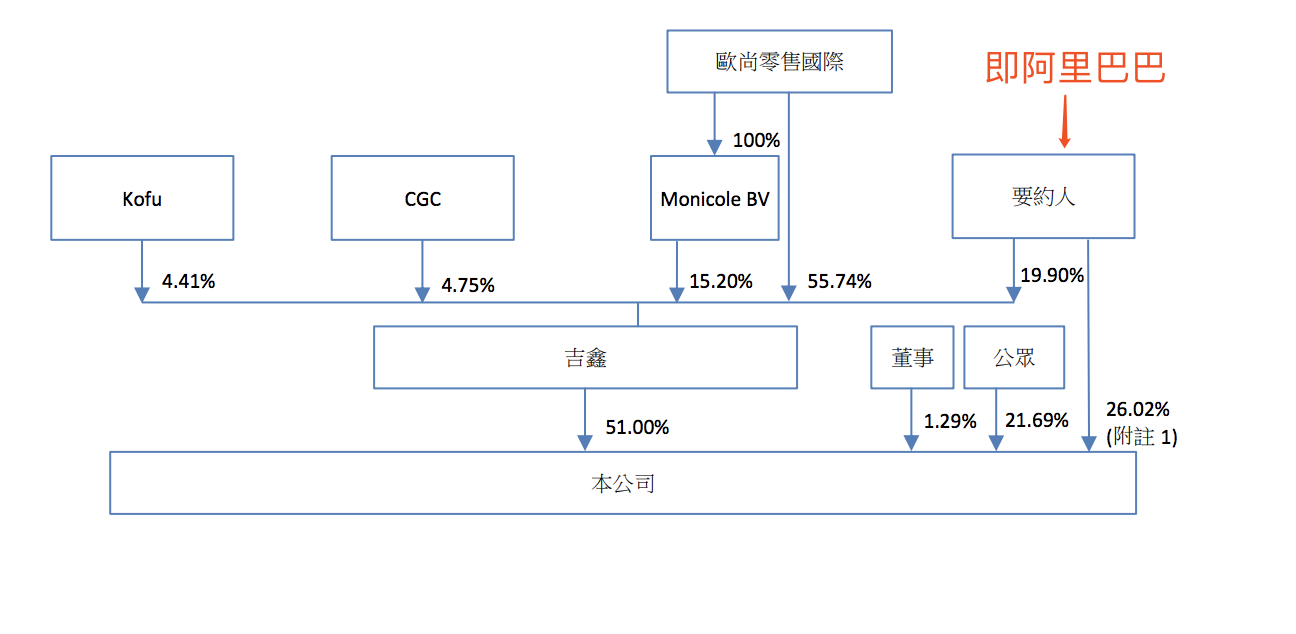 歐尚零售國際
即阿里巴巴
100%
Kofu
CGC
Monicole BV
要約人
4.41%
4.75%
15.20%
55.74%
19.90%
吉鑫
董事
公眾
51.00%
1.29%
21.69%
26.02%
(附註 1)
本公司